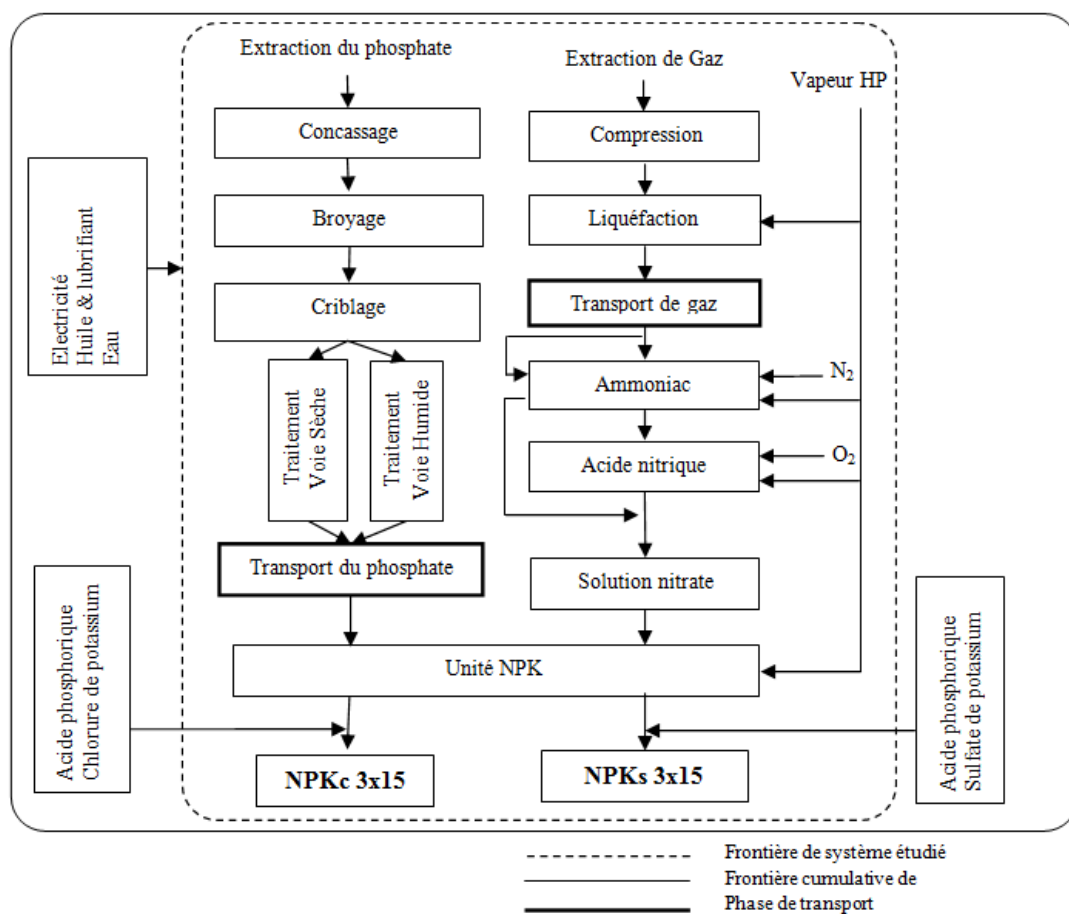 Extraction du phosphate
Extraction de Gaz
Vapeur HP
Concassage
Compression
Broyage
Liquéfaction
Electricité
Huile & lubrifiant
Eau
Criblage
Transport de gaz
Traitement
Voie Sèche
Traitement
Voie Humide
Ammoniac
N2
Acide nitrique
O2
Transport du phosphate
Solution nitrate
Unité NPK
Acide phosphorique
Chlorure de potassium
Acide phosphorique
Sulfate de potassium
NPKc 3x15
NPKs 3x15
Frontière de système étudié
Frontière cumulative de
Phase de transport